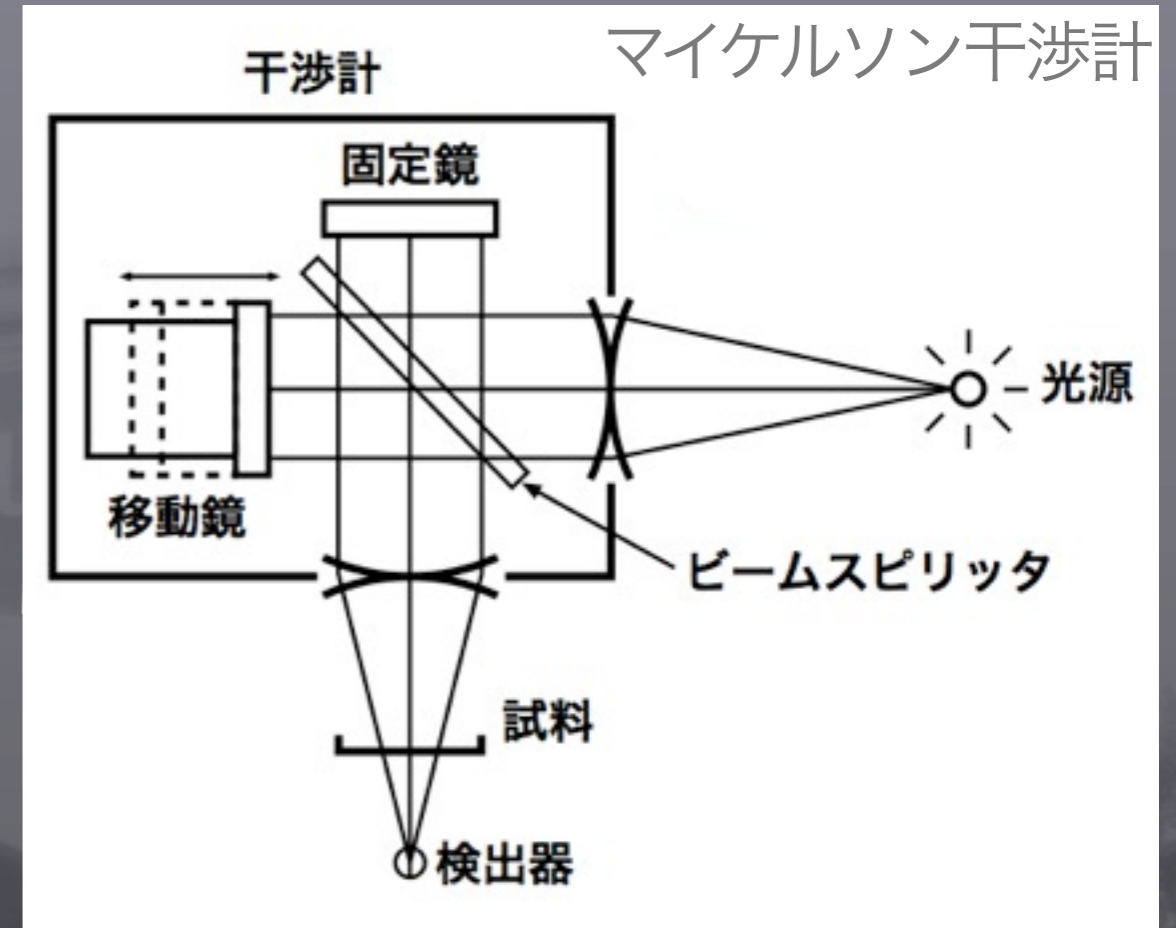 マイケルソン干渉計
干渉計
固定鏡
移動鏡
光源
ビームスピリッタ
試料
検出器